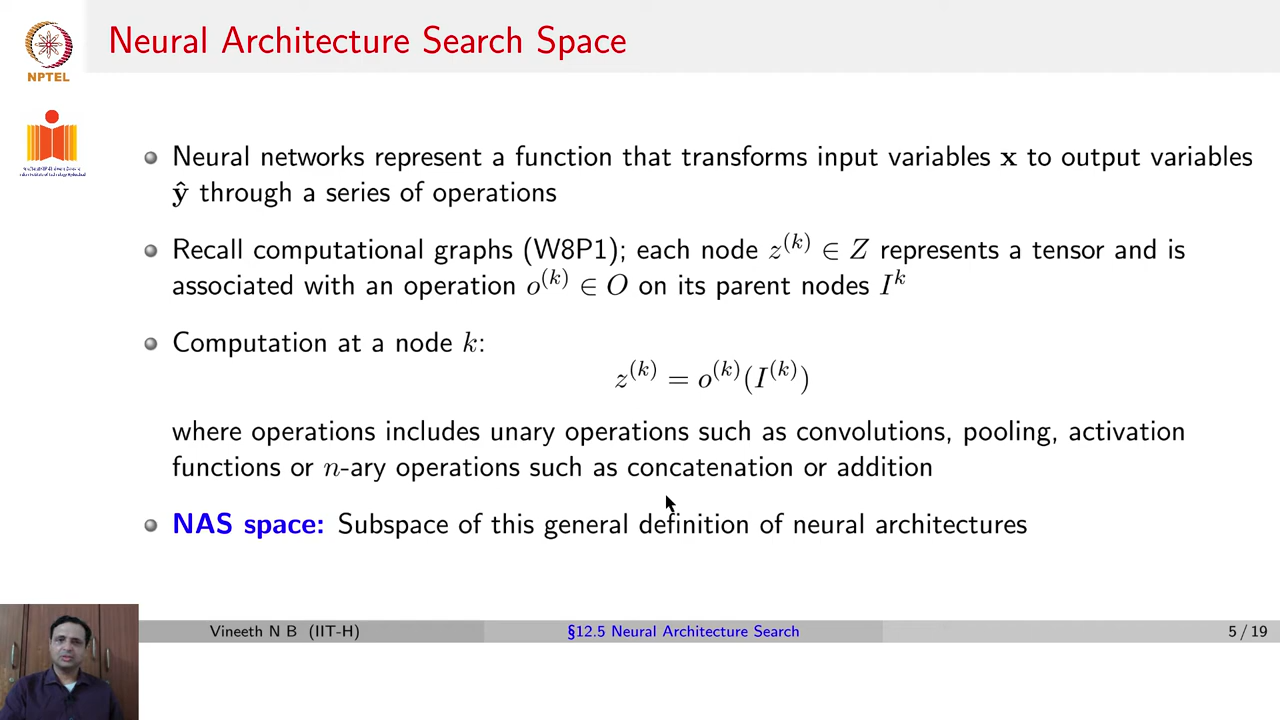 Neural Architecture Search Space
NPTEL
Neural networks represent a function that transforms input variables x to output variables
ŷ through a series of operations
Recall computational graphs (W8P1); each node z^(k) ∈ Z represents a tensor and is
associated with an operation o^(k) ∈ O on its parent nodes I^k
Computation at a node k:
z^(k) = o^(k)(I^(k))
where operations includes unary operations such as convolutions, pooling, activation
functions or n-ary operations such as concatenation or addition
NAS space: Subspace of this general definition of neural architectures
Vineeth N B (IIT-H)
§12.5 Neural Architecture Search
5 / 19